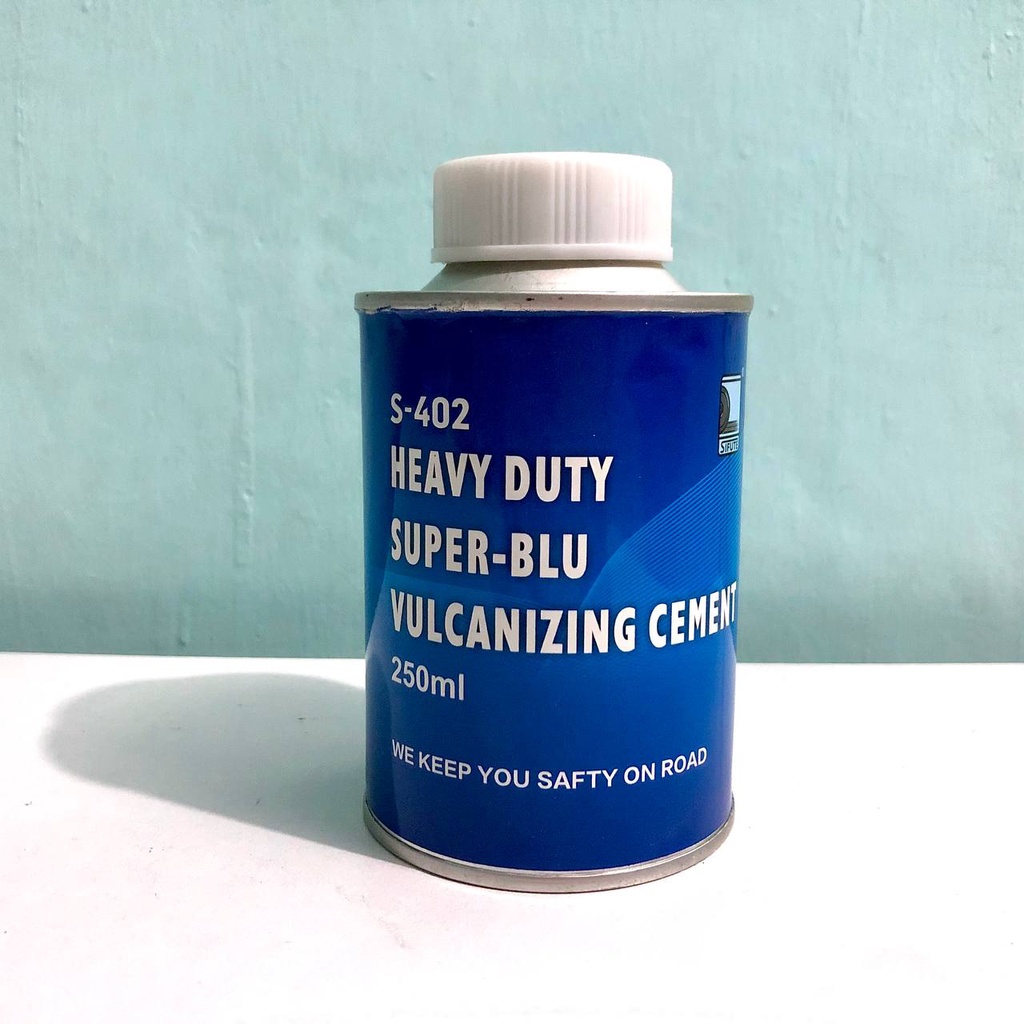 S-402
HEAVY DUTY
SUPER-BLU
VULCANIZING CEMENT
250ml
WE KEEP YOU SAFTY ON ROAD